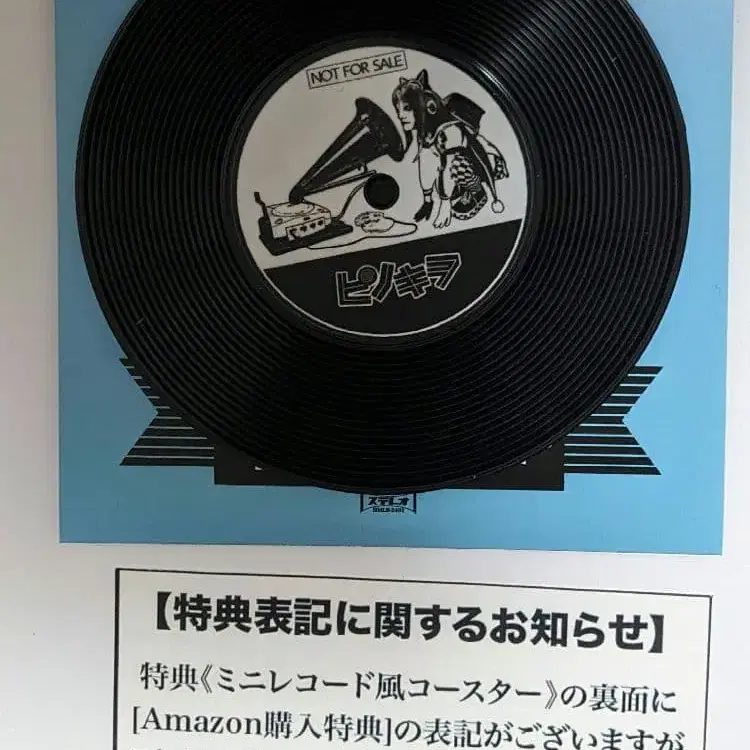 NOT FOR SALE
ピノキヲ
ステレオ
【特典表記に関するお知らせ】
特典《ミニレコード風コースター》の裏面に
[Amazon購入特典]の表記がございますが